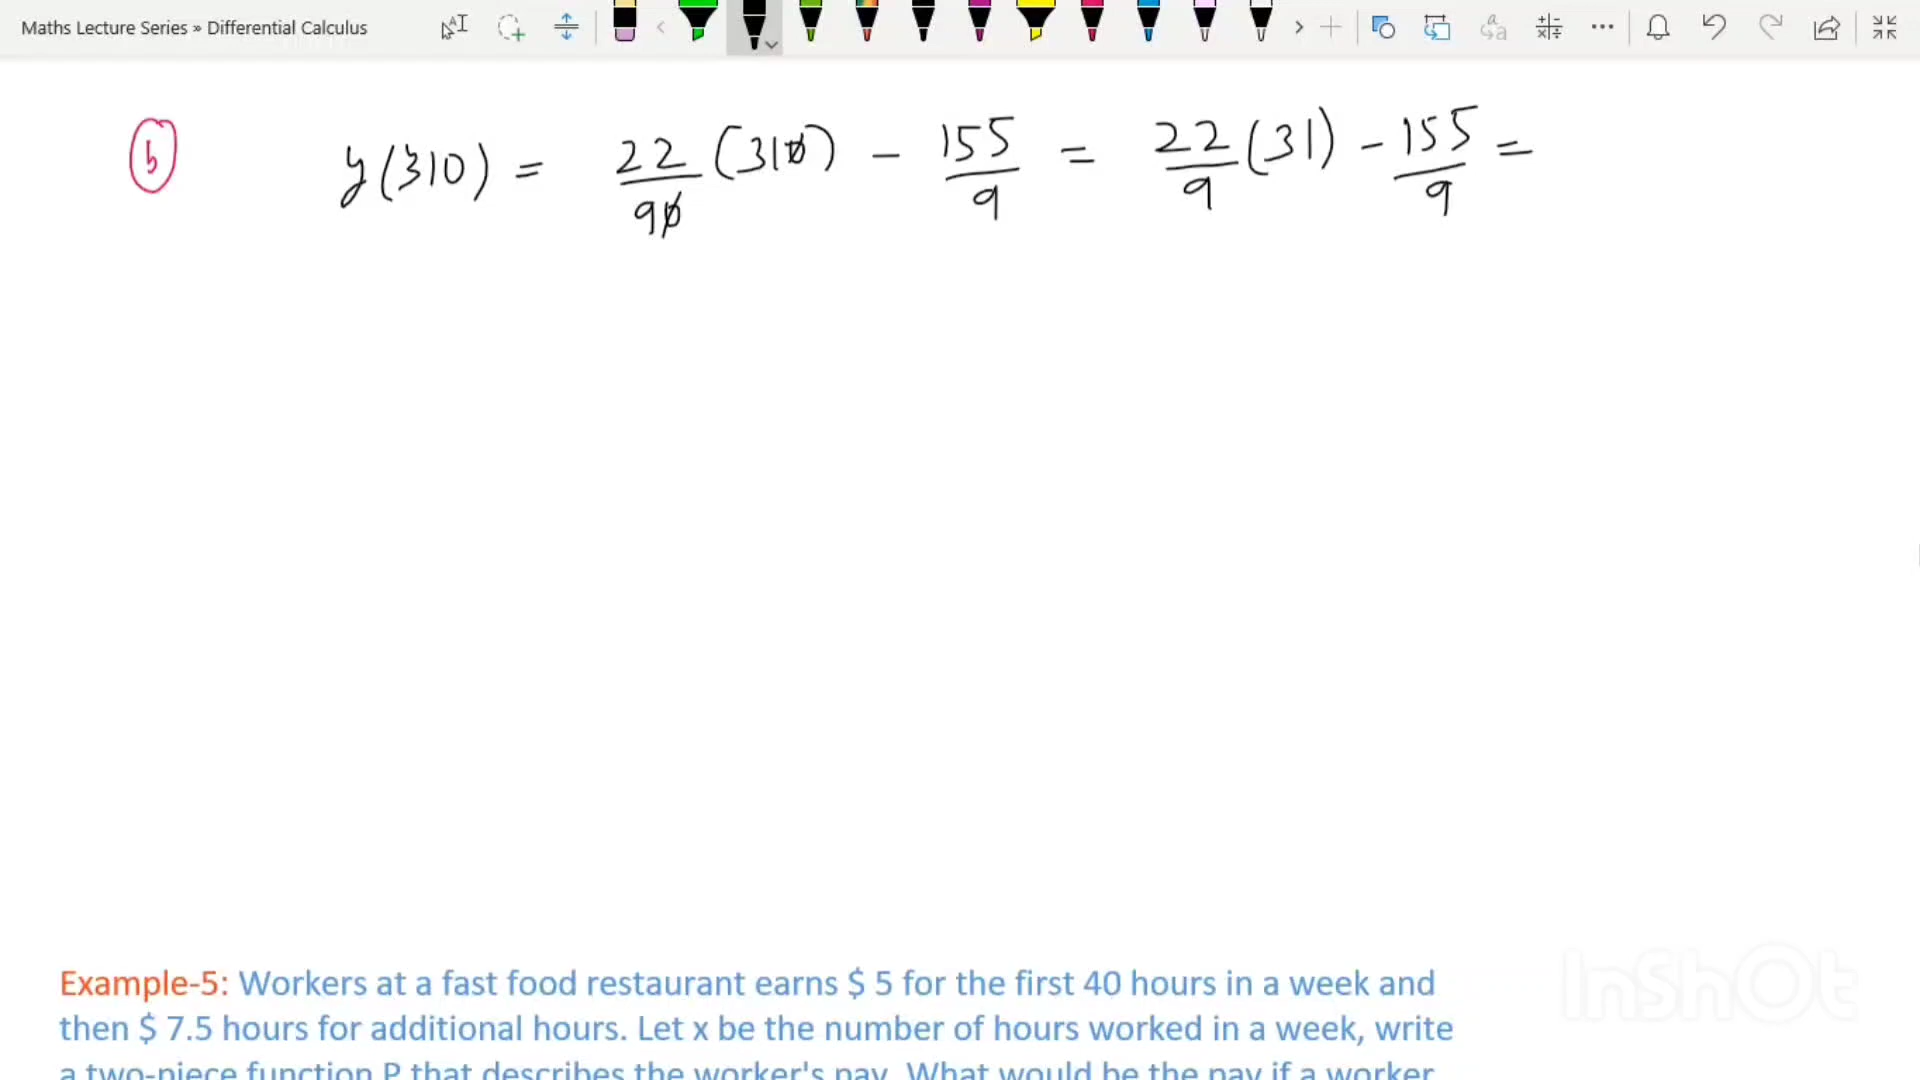 Maths Lecture Series » Differential Calculus
b y(310) = 22/90 (310) - 155/9 = 22/9 (31) - 155/9 =
Example-5: Workers at a fast food restaurant earns $ 5 for the first 40 hours in a week and
then $ 7.5 hours for additional hours. Let x be the number of hours worked in a week, write
a two-piece function P that describes the worker's pay. What would be the pay if a worker
InShOt